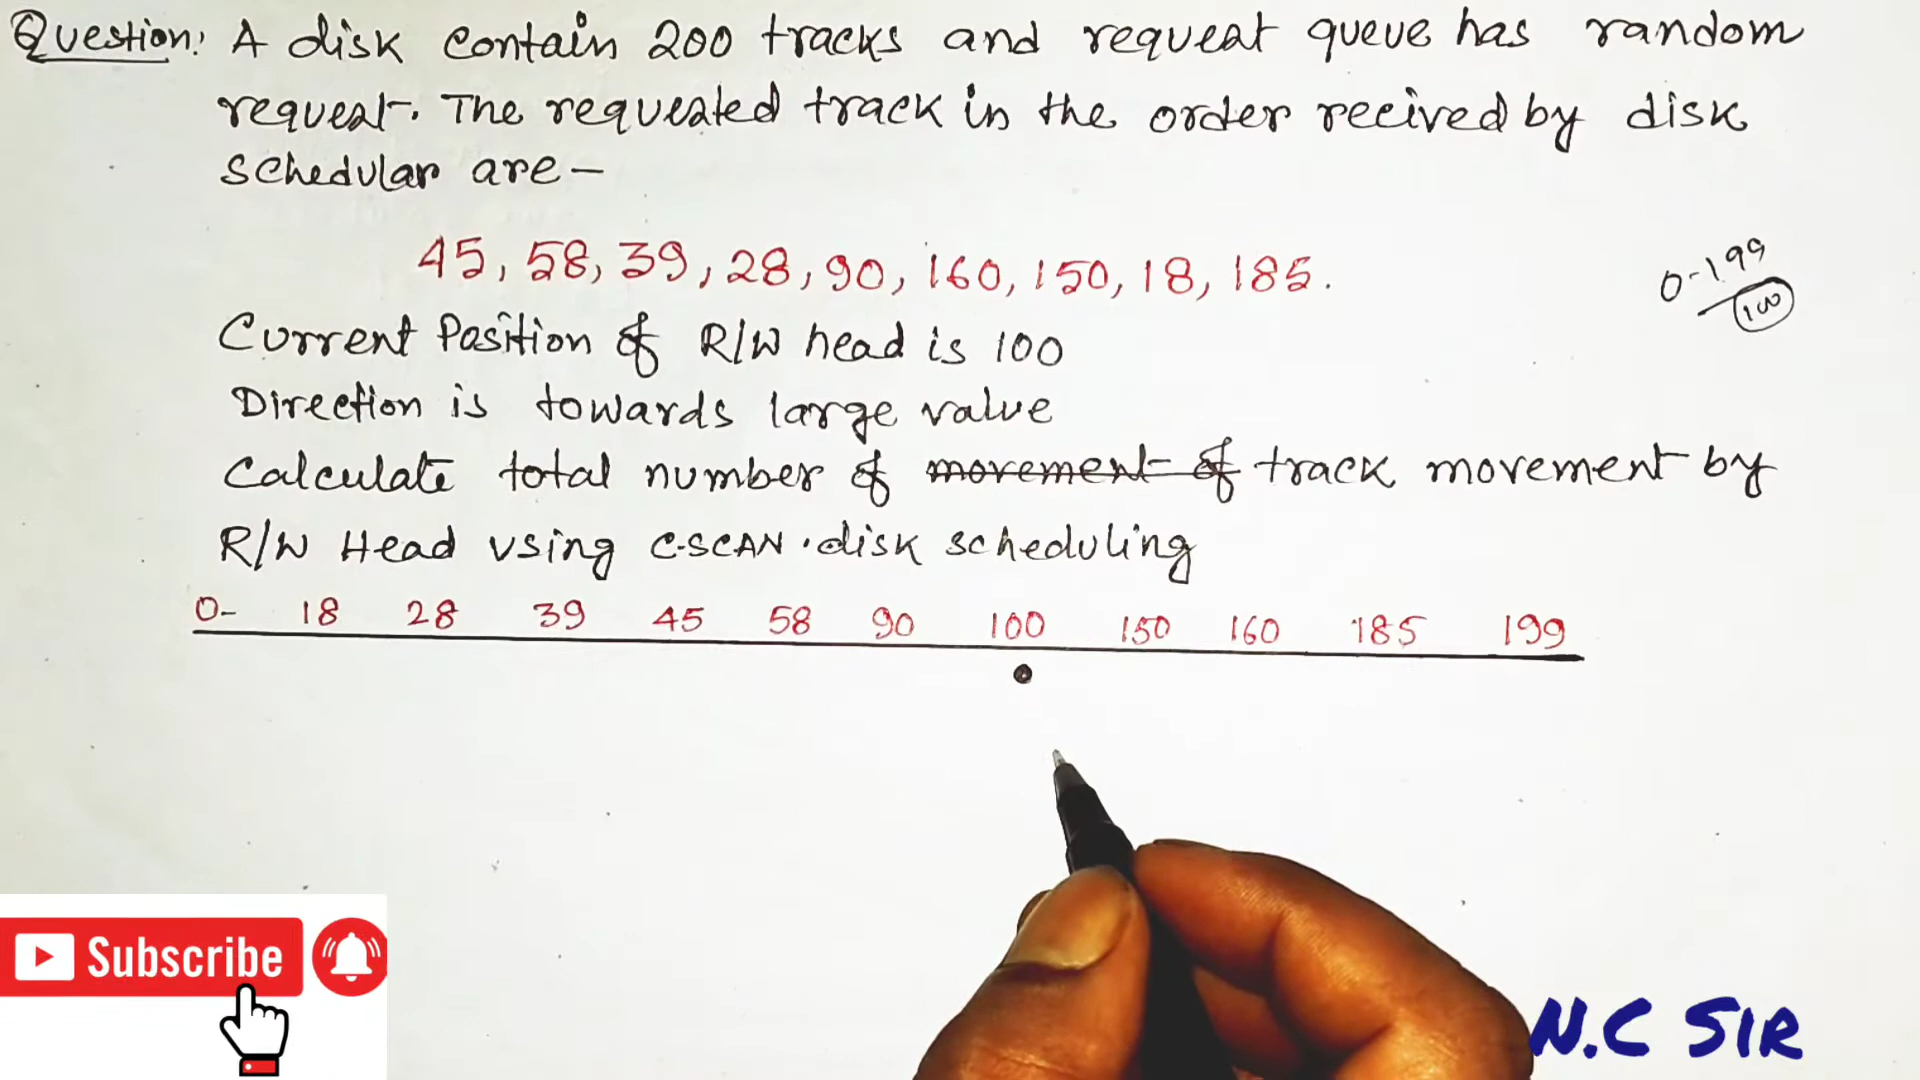 Question: A disk contain 200 tracks and request queue has random
request. The requested track in the order recived by disk
schedular are -
45, 58, 39, 28, 90, 160, 150, 18, 185.
0-199
100
Current Position of R/W head is 100
Direction is towards large value
Calculate total number of movement of track movement by
R/W Head using C-SCAN disk scheduling
0- 18 28 39 45 58 90 100 150 160 185 199
Subscribe
N.C SIR